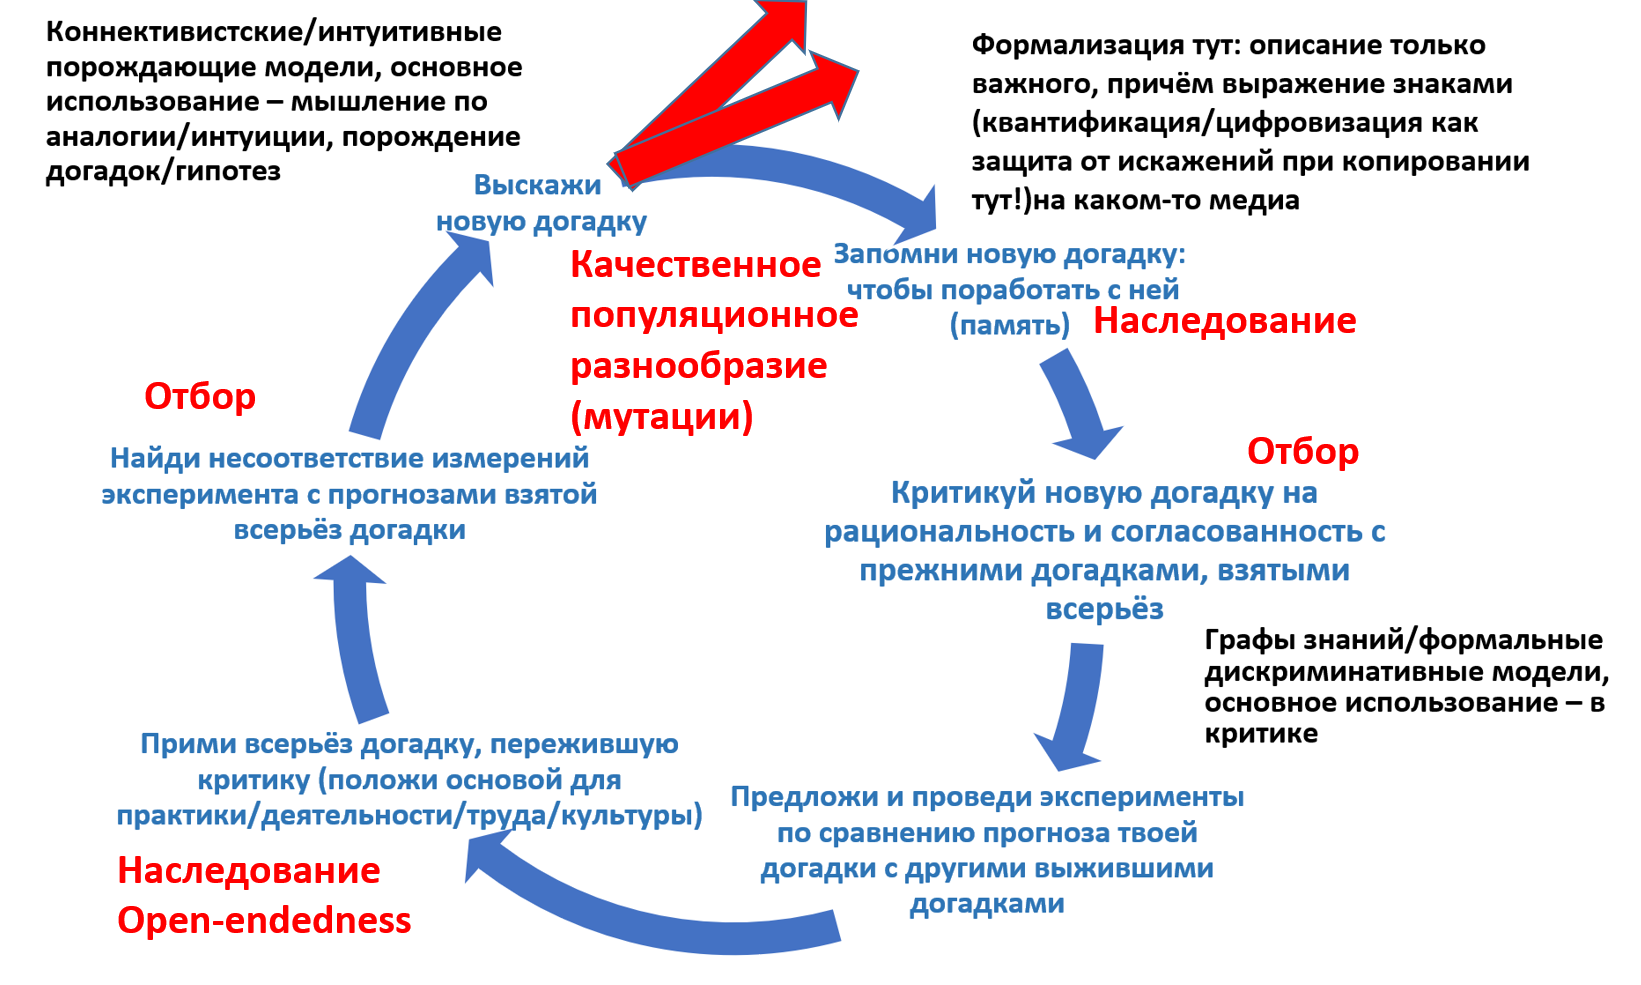 Коннективистские/интуитивные
порождающие модели, основное
использование – мышление по
аналогии/интуиции, порождение
догадок/гипотез
Формализация тут: описание только
важного, причём выражение знаками
(квантификация/цифровизация как
защита от искажений при копировании
тут!)на каком-то медиа
Выскажи
новую догадку
Качественное
популяционное
разнообразие
(мутации)
Запомни новую догадку:
чтобы поработать с ней
(память)
Наследование
Отбор
Критикуй новую догадку на
рациональность и согласованность с
прежними догадками, взятыми
всерьёз
Графы знаний/формальные
дискриминативные модели,
основное использование – в
критике
Предложи и проведи эксперименты
по сравнению прогноза твоей
догадки с другими выжившими
догадками
Прими всерьёз догадку, пережившую
критику (положи основой для
практики/деятельности/труда/культуры)
Наследование
Open-endedness
Отбор
Найди несоответствие измерений
эксперимента с прогнозами взятой
всерьёз догадки